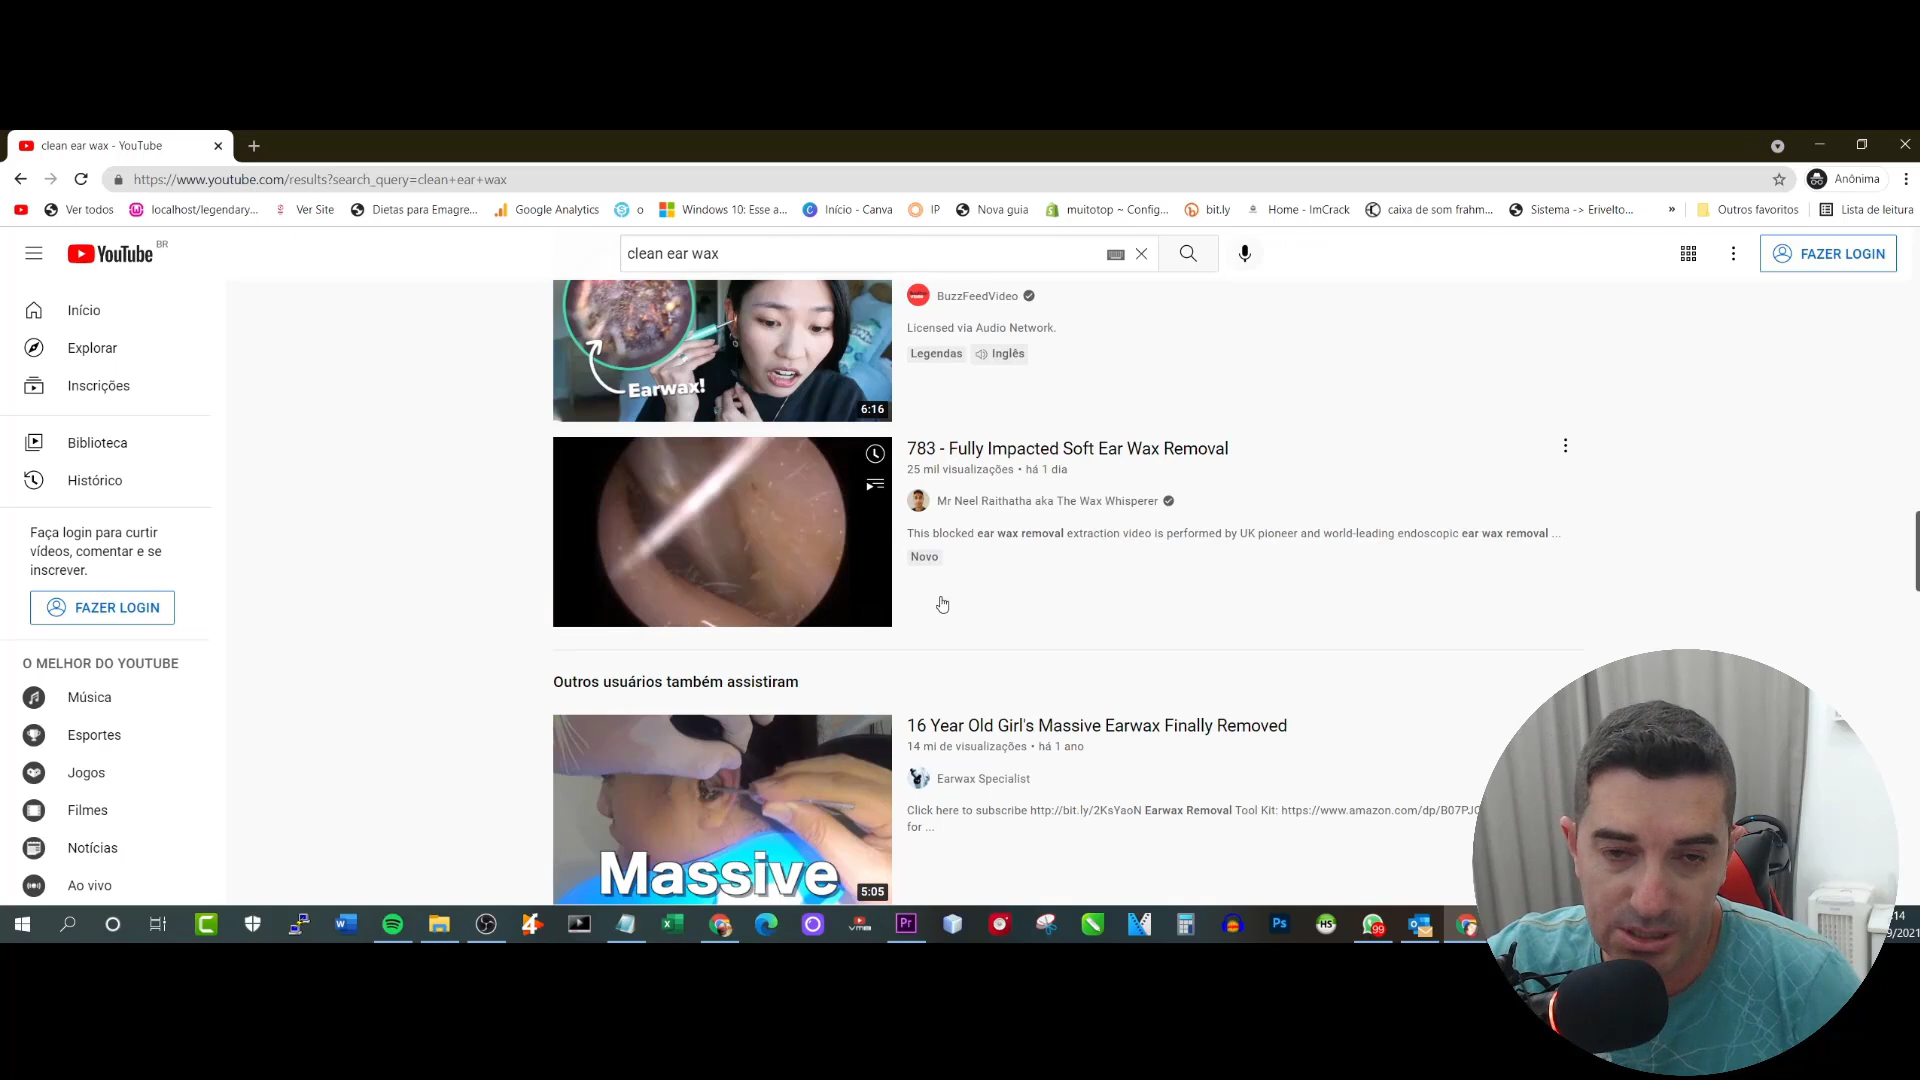 clean ear wax - YouTube
https://www.youtube.com/results?search_query=clean+ear+wax
Anônima
Ver todos
localhost/legendary...
Ver Site
Dietas para Emagre...
Google Analytics
o
Windows 10: Esse a...
Início - Canva
IP
Nova guia
muitotop ~ Config...
bit.ly
Home - ImCrack
caixa de som frahm...
Sistema -> Erivelto...
»
Outros favoritos
Lista de leitura
YouTube BR
clean ear wax
FAZER LOGIN
Início
Explorar
Inscrições
Biblioteca
Histórico
Faça login para curtir
vídeos, comentar e se
inscrever.
FAZER LOGIN
O MELHOR DO YOUTUBE
Música
Esportes
Jogos
Filmes
Notícias
Ao vivo
Earwax!
6:16
BuzzFeedVideo
Licensed via Audio Network.
Legendas
Inglês
783 - Fully Impacted Soft Ear Wax Removal
25 mil visualizações • há 1 dia
Mr Neel Raithatha aka The Wax Whisperer
This blocked ear wax removal extraction video is performed by UK pioneer and world-leading endoscopic ear wax removal ...
Novo
Outros usuários também assistiram
Massive
5:05
16 Year Old Girl's Massive Earwax Finally Removed
14 mi de visualizações • há 1 ano
Earwax Specialist
Click here to subscribe http://bit.ly/2KsYaoN Earwax Removal Tool Kit: https://www.amazon.com/dp/B07PJ
for ...
Pr
Ps
HS
99
:14
9/2021